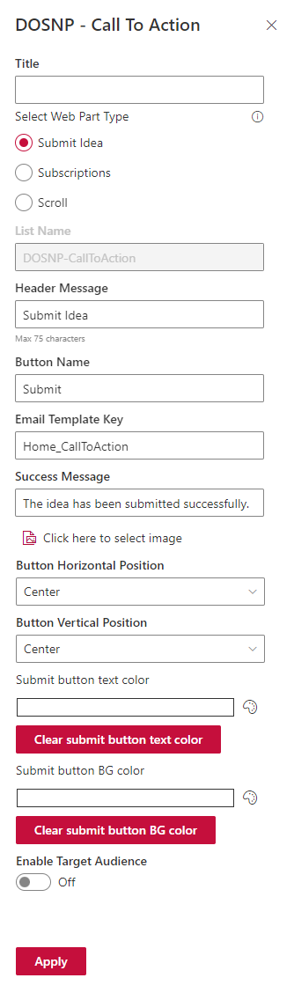 DOSNP - Call To Action
Title
Select Web Part Type
Submit Idea
Subscriptions
Scroll
List Name
DOSNP-CallToAction
Header Message
Submit Idea
Max 75 characters
Button Name
Submit
Email Template Key
Home_CallToAction
Success Message
The idea has been submitted successfully.
Click here to select image
Button Horizontal Position
Center
Button Vertical Position
Center
Submit button text color
Clear submit button text color
Submit button BG color
Clear submit button BG color
Enable Target Audience
Off
Apply